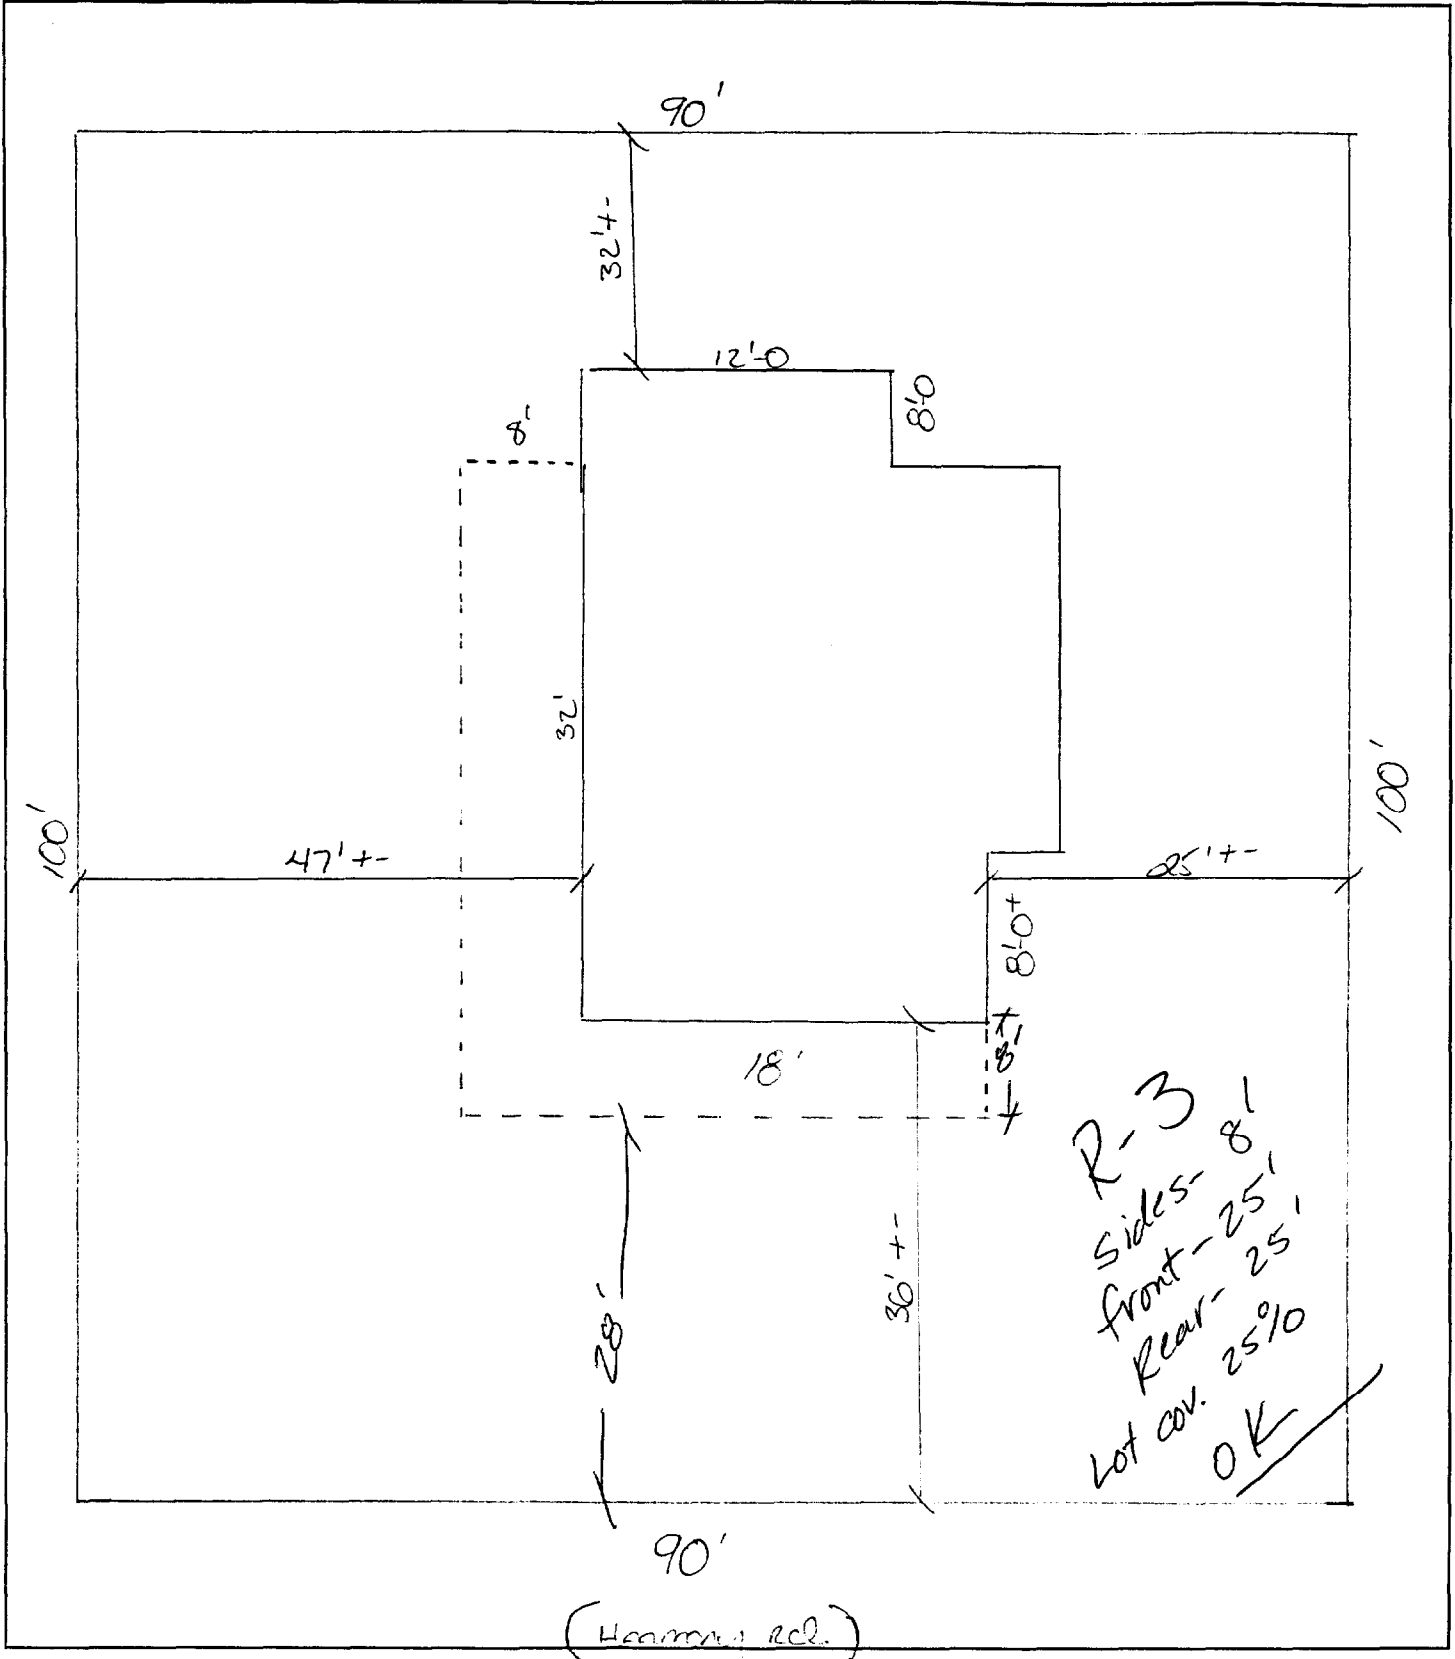 90'
32'+-
12'-0
8'-0
8'
32'
100'
100'
47'+-
25'+-
8'-0+
8'
18'
R-3
sides- 8'
front- 25'
Rear- 25'
Lot cov. 25%
OK
28'
36'+-
90'